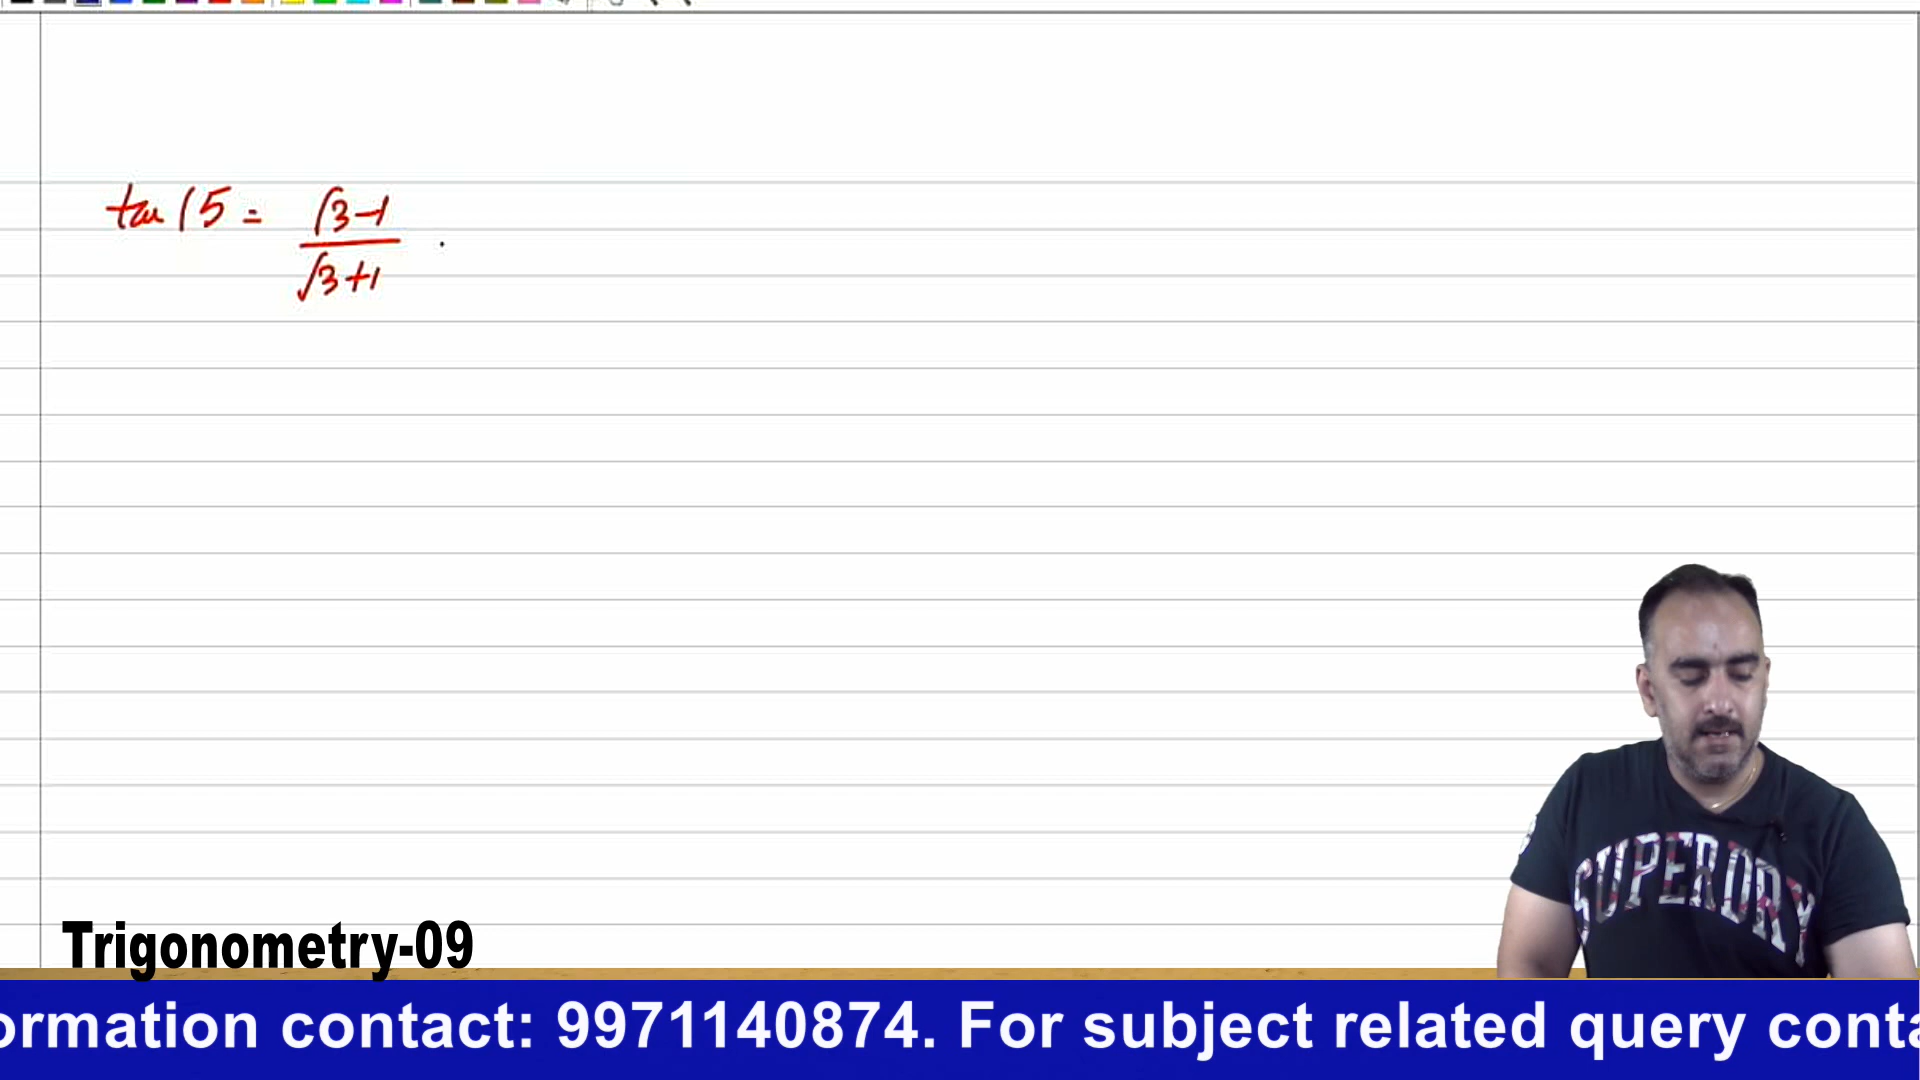 tan 15 = √3-1
√3+1
SUPERDRY
Trigonometry-09
ormation contact: 9971140874. For subject related query conta